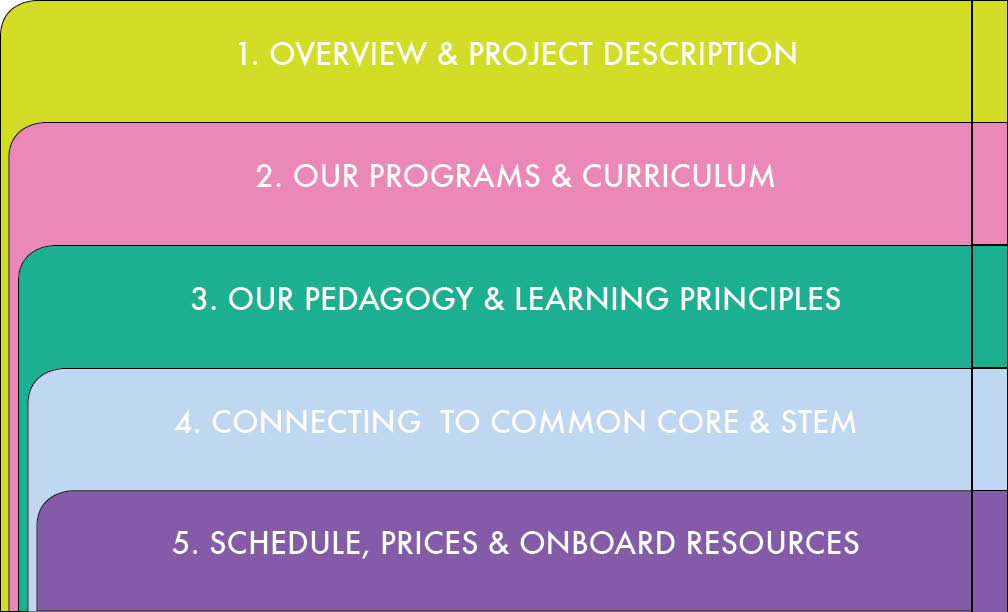 1. OVERVIEW & PROJECT DESCRIPTION
2. OUR PROGRAMS & CURRICULUM
3. OUR PEDAGOGY & LEARNING PRINCIPLES
4. CONNECTING  TO COMMON CORE & STEM
5. SCHEDULE, PRICES & ONBOARD RESOURCES